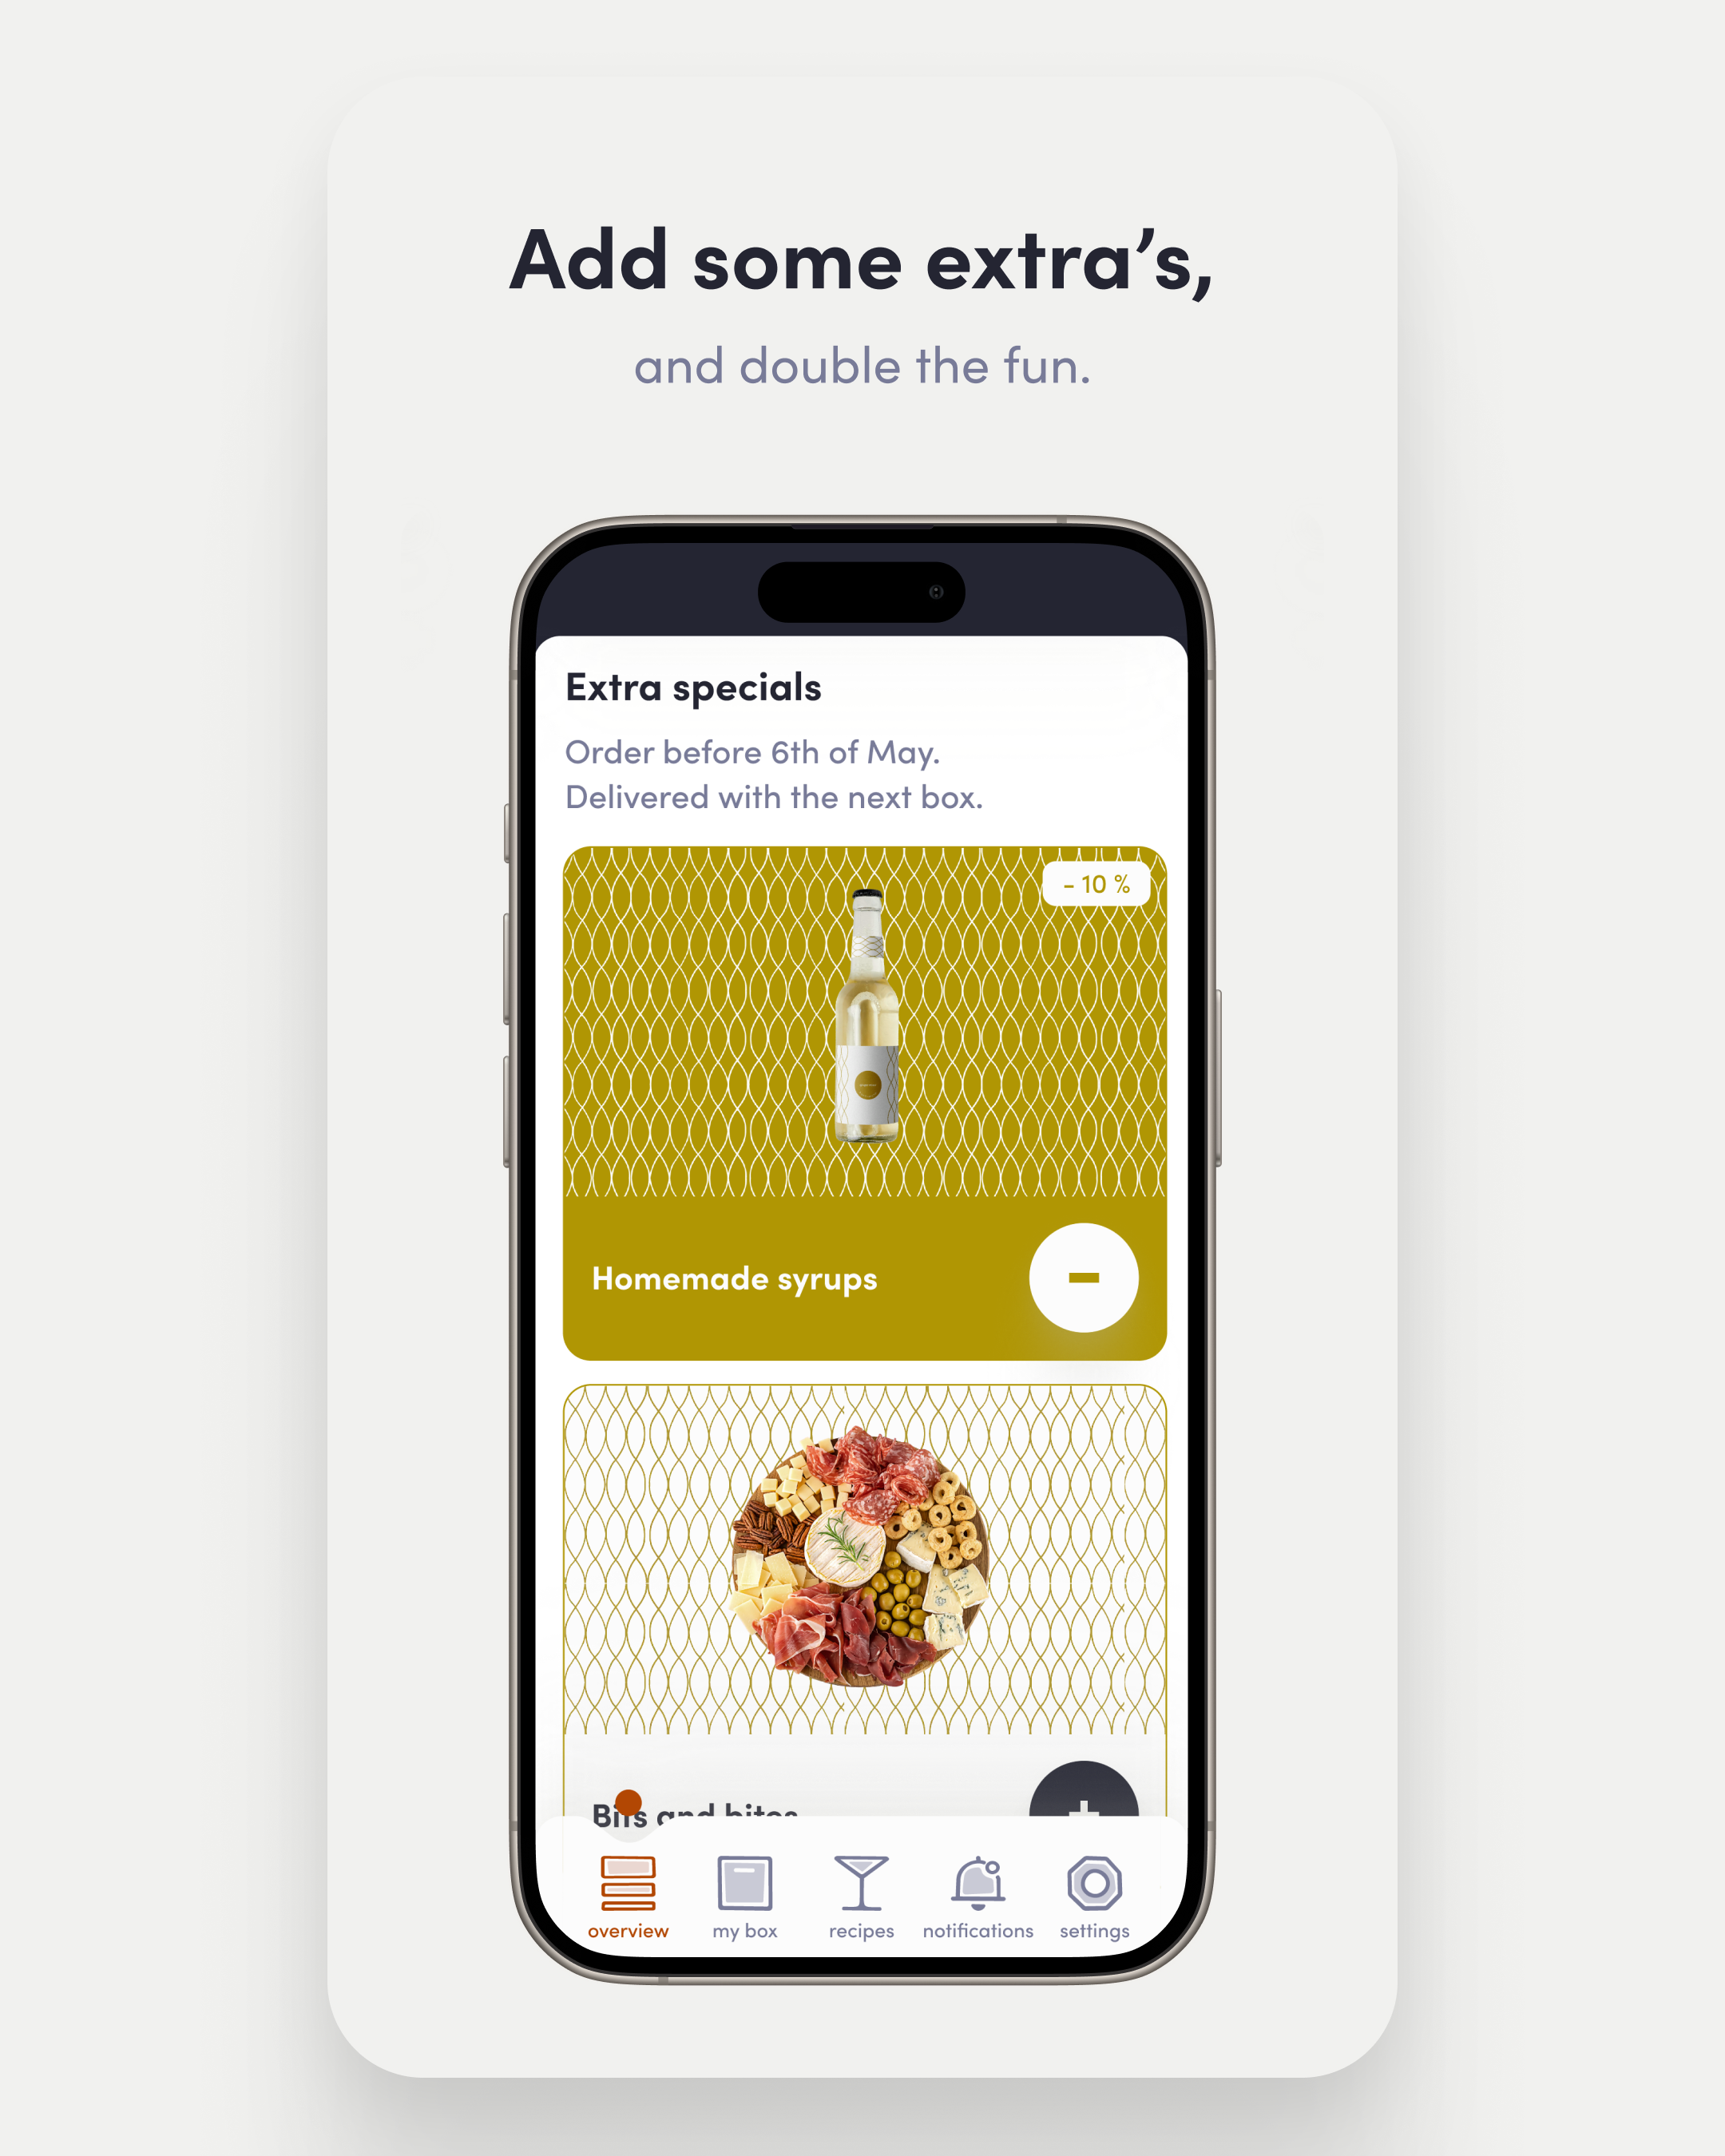 Add some extra’s,
and double the fun.
Extra specials
Order before 6th of May.
Delivered with the next box.
- 10 %
Homemade syrups
Bits and bites
overview
my box
recipes
notifications
settings